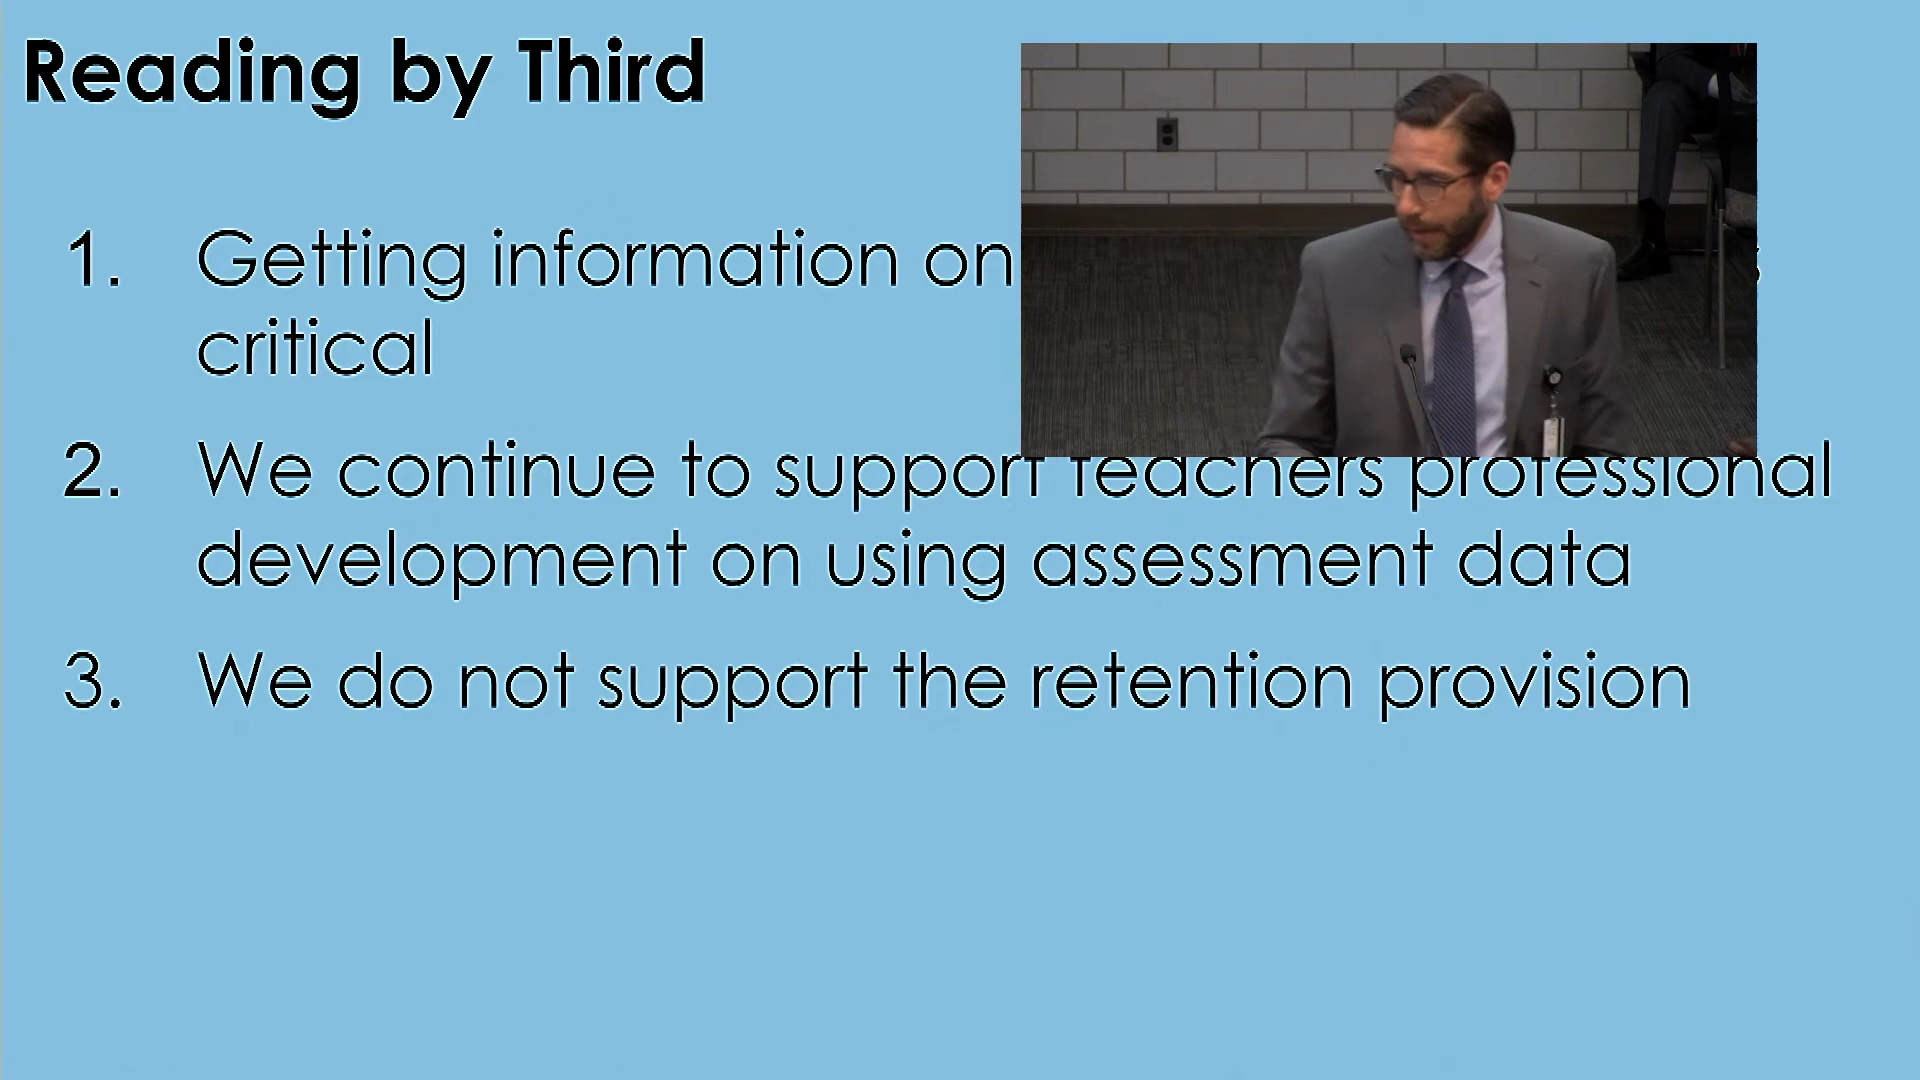 Reading by Third
1. Getting information on
critical
2. We continue to support teachers professional
development on using assessment data
3. We do not support the retention provision